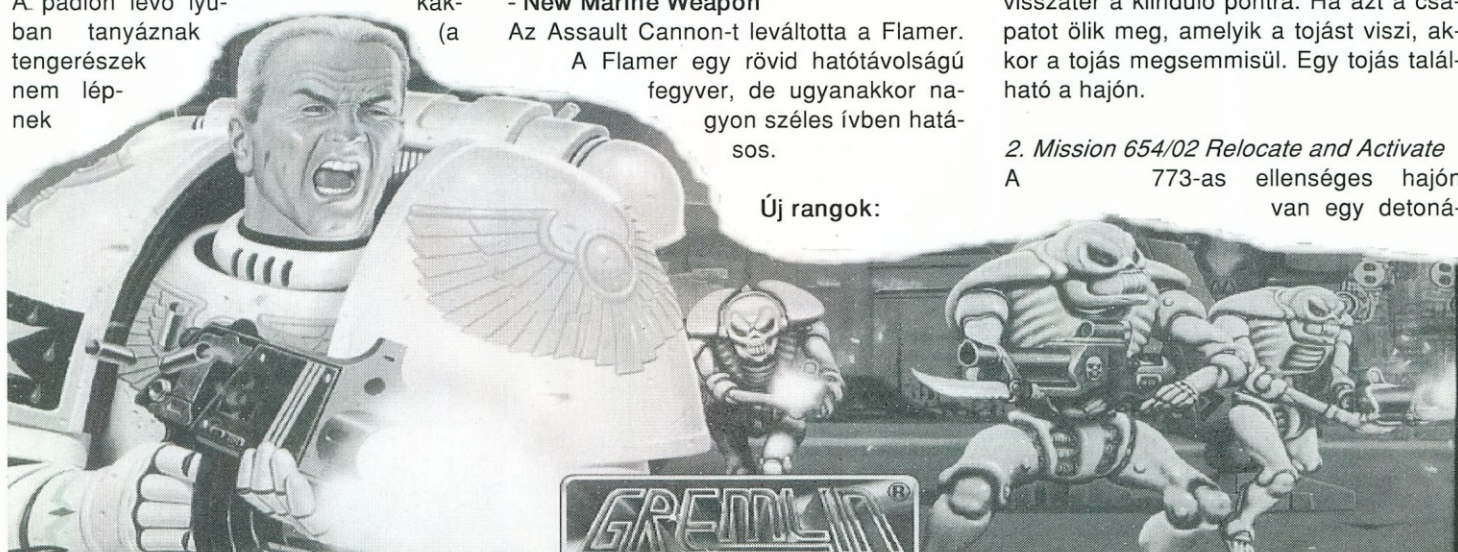 A padlón lévő lyu-
kak-
ban tanyáznak
(a
tengerészek
nem lép-
nek
- New Marine Weapon
Az Assault Cannon-t leváltotta a Flamer.
A Flamer egy rövid hatótávolságú
fegyver, de ugyanakkor na-
gyon széles ívben hatá-
sos.
Új rangok:
visszatér a kiinduló pontra. Ha azt a csa-
patot ölik meg, amelyik a tojást viszi, ak-
kor a tojás megsemmisül. Egy tojás talál-
ható a hajón.
2. Mission 654/02 Relocate and Activate
A 773-as ellenséges hajón
van egy detoná-
GREMLIN ®